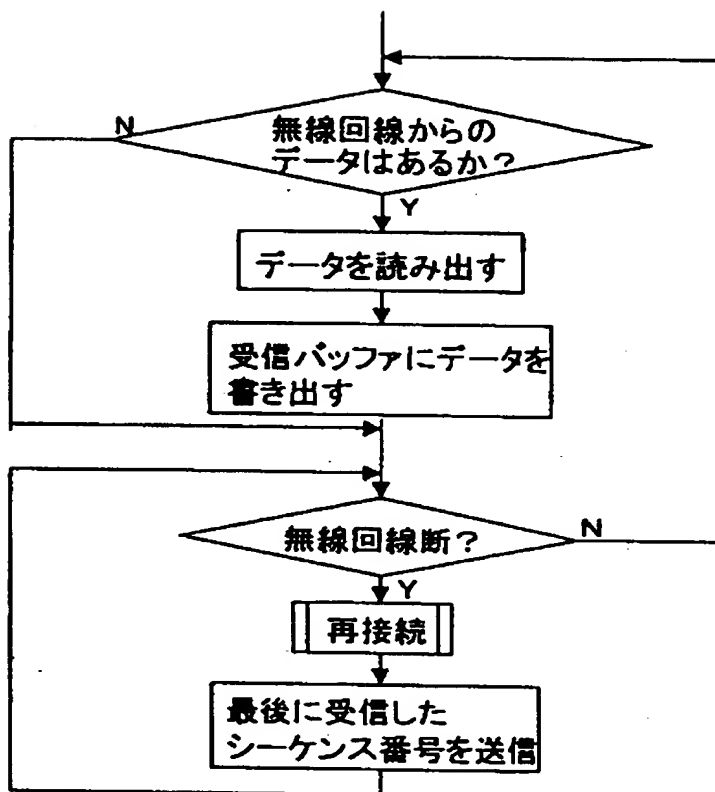 無線回線からの
データはあるか?
N
Y
データを読み出す
受信バッファにデータを
書き出す
無線回線断?
N
Y
再接続
最後に受信した
シーケンス番号を送信